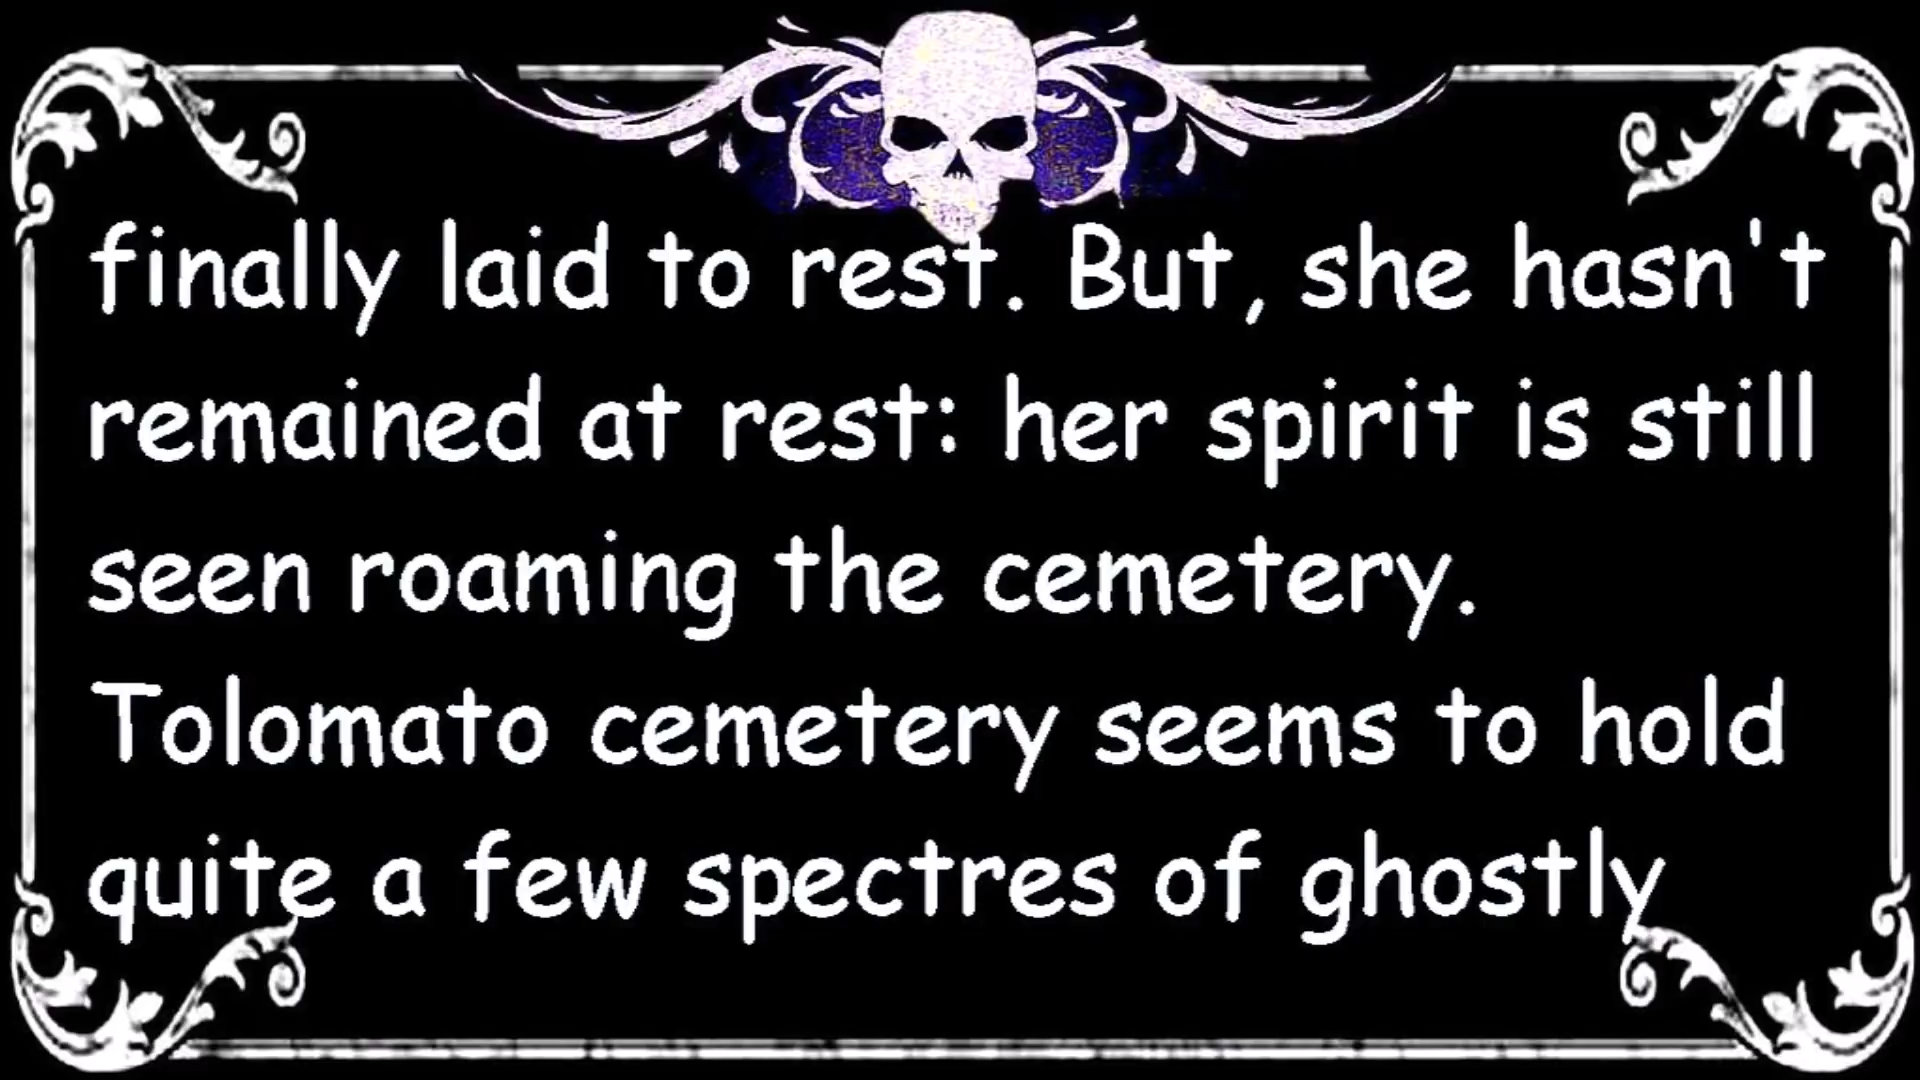 finally laid to rest. But, she hasn't
remained at rest: her spirit is still
seen roaming the cemetery.
Tolomato cemetery seems to hold
quite a few spectres of ghostly